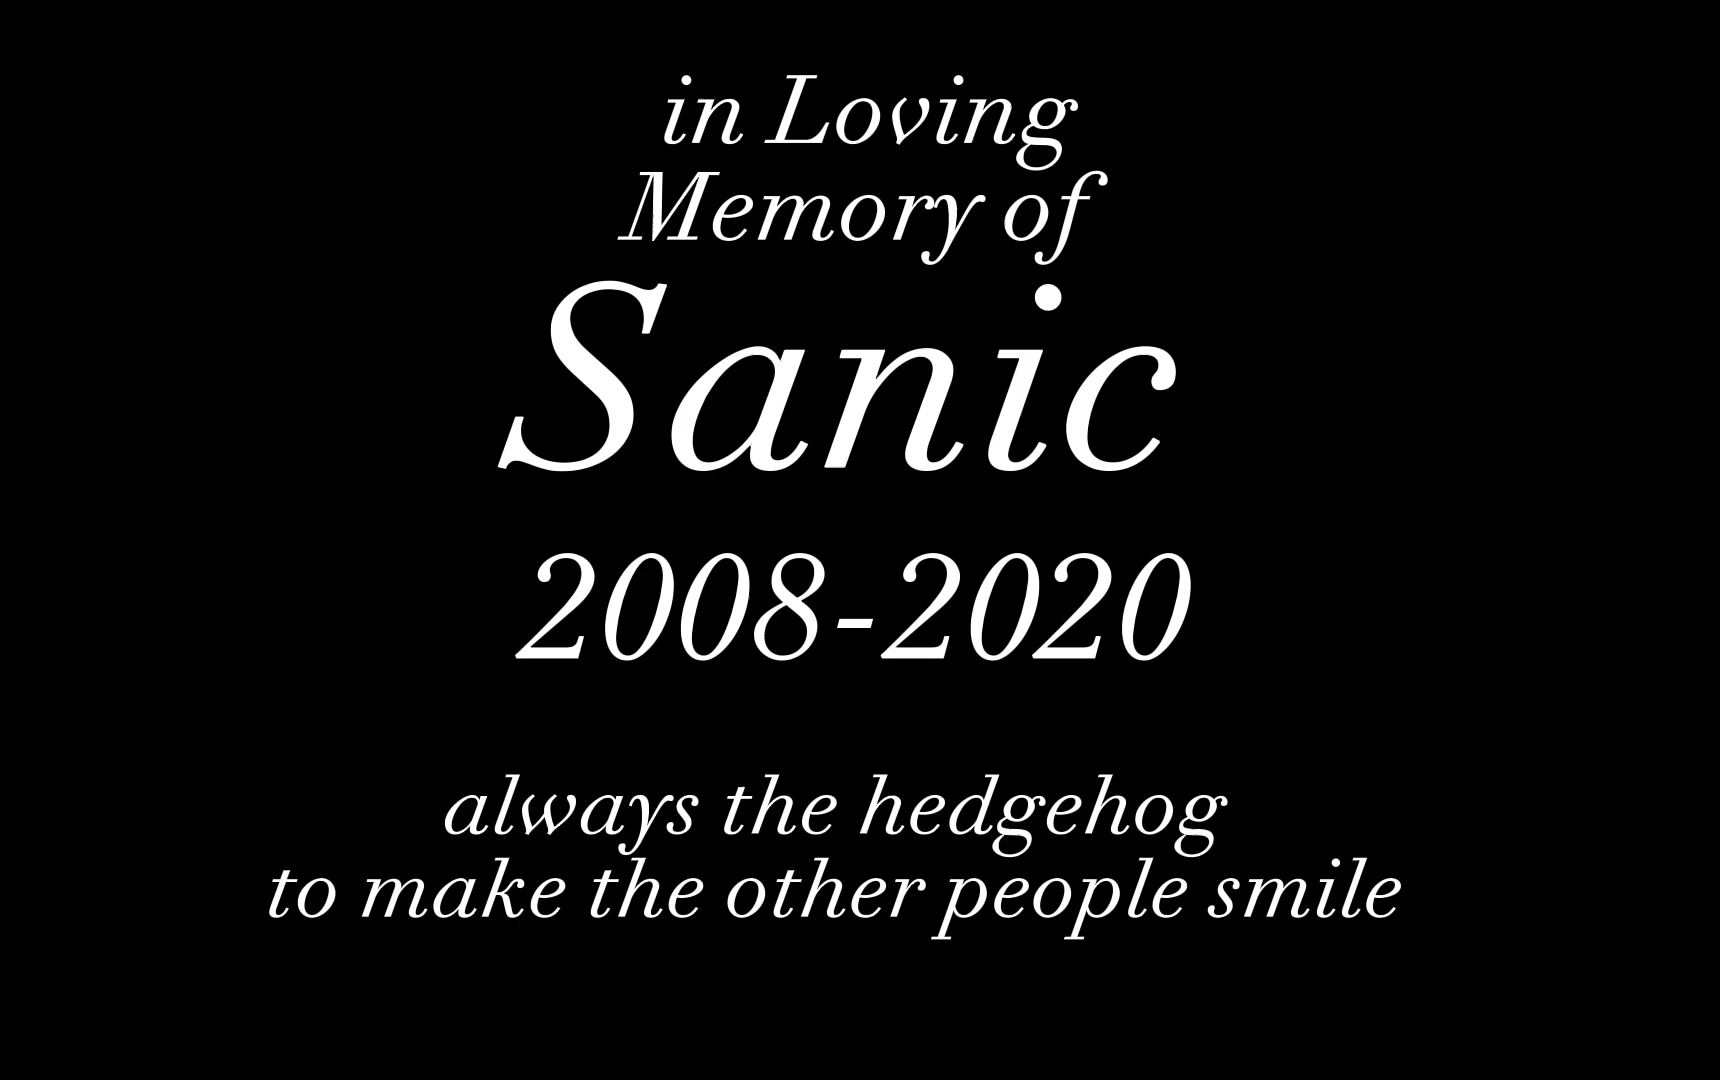 in Loving
Memory of
Sanic
2008-2020
always the hedgehog
to make the other people smile